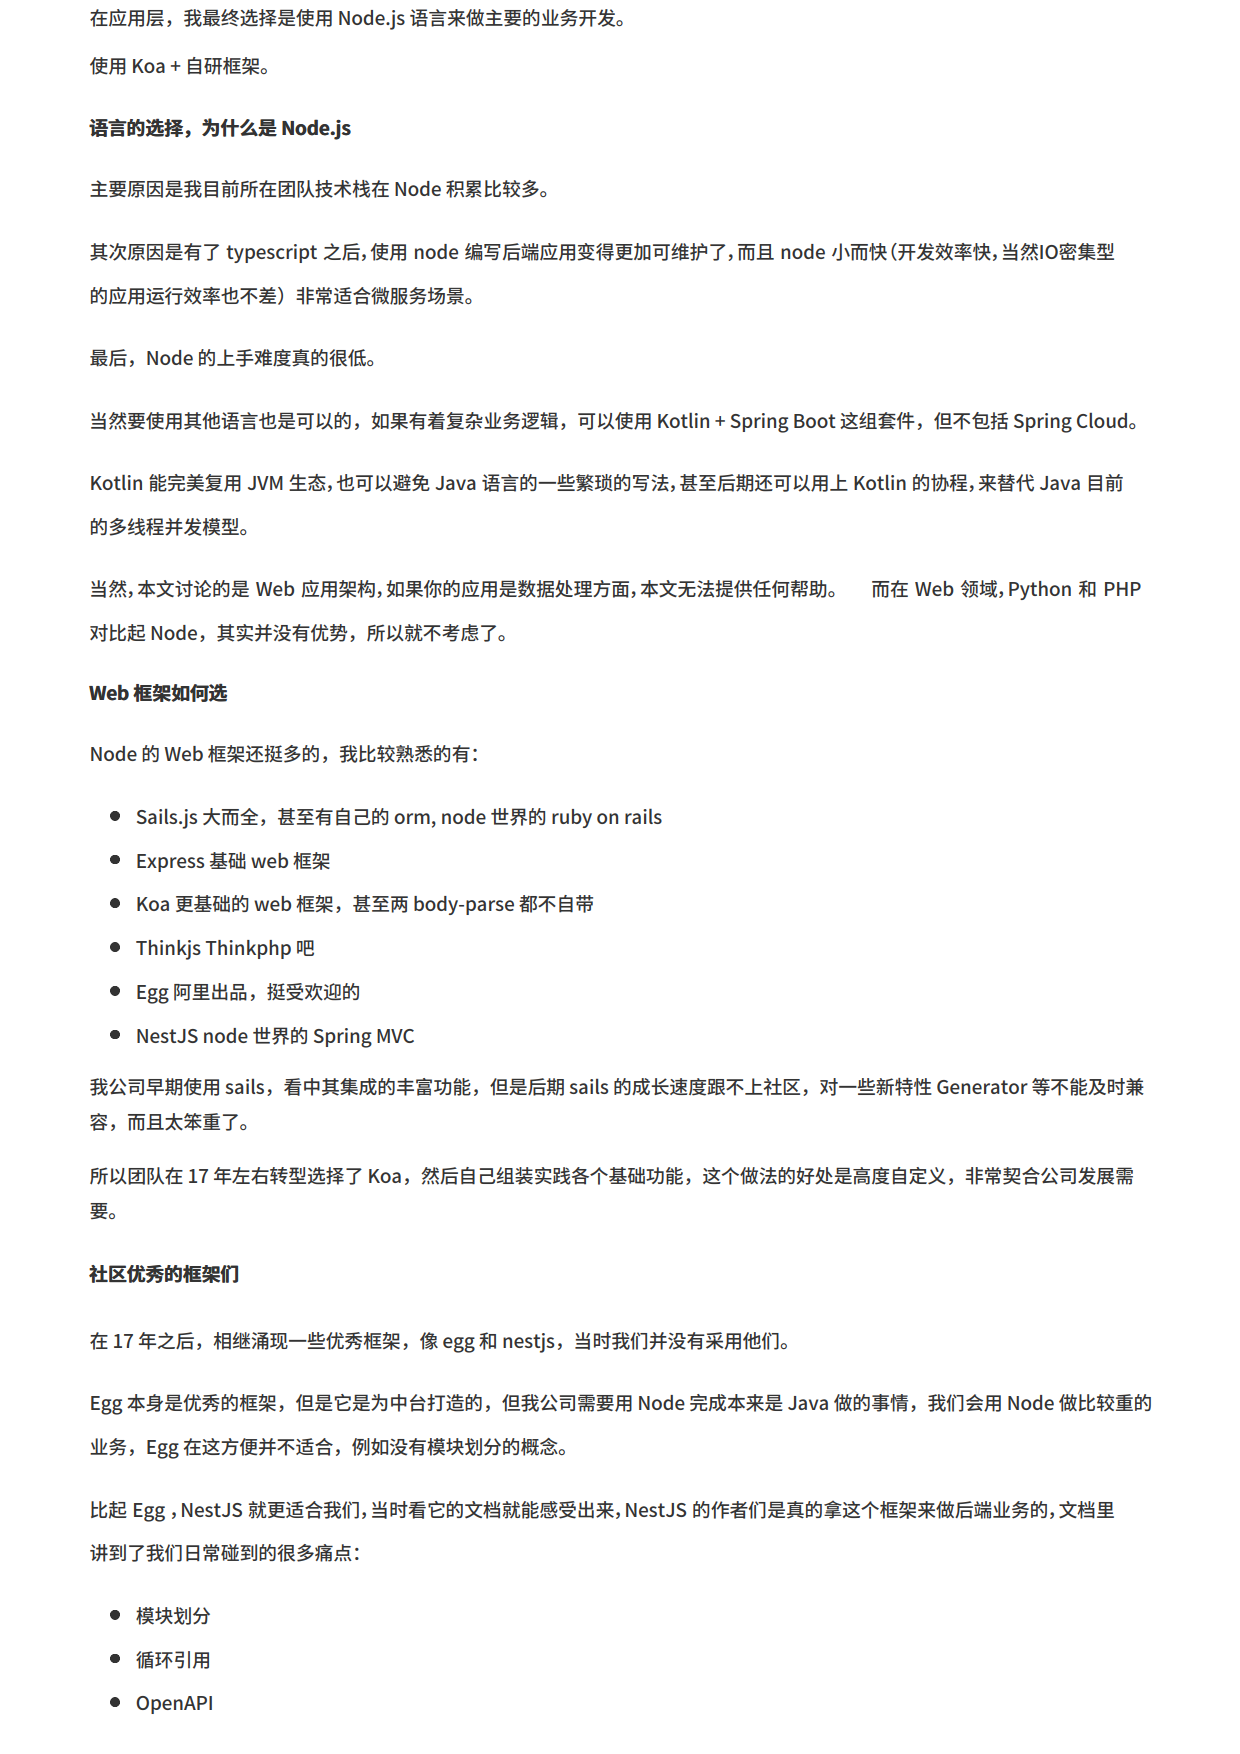 在应用层，我最终选择是使用 Node.js 语言来做主要的业务开发。
使用 Koa + 自研框架。
语言的选择，为什么是 Node.js
主要原因是我目前所在团队技术栈在 Node 积累比较多。
其次原因是有了 typescript 之后，使用 node 编写后端应用变得更加可维护了，而且 node 小而快（开发效率快，当然IO密集型
的应用运行效率也不差）非常适合微服务场景。
最后，Node 的上手难度真的很低。
当然要使用其他语言也是可以的，如果有着复杂业务逻辑，可以使用 Kotlin + Spring Boot 这组套件，但不包括 Spring Cloud。
Kotlin 能完美复用 JVM 生态，也可以避免 Java 语言的一些繁琐的写法，甚至后期还可以用上 Kotlin 的协程，来替代 Java 目前
的多线程并发模型。
当然，本文讨论的是 Web 应用架构，如果你的应用是数据处理方面，本文无法提供任何帮助。 而在 Web 领域，Python 和 PHP
对比起 Node，其实并没有优势，所以就不考虑了。
Web 框架如何选
Node 的 Web 框架还挺多的，我比较熟悉的有：
● Sails.js 大而全，甚至有自己的 orm, node 世界的 ruby on rails
● Express 基础 web 框架
● Koa 更基础的 web 框架，甚至两 body-parse 都不自带
● Thinkjs Thinkphp 吧
● Egg 阿里出品，挺受欢迎的
● NestJS node 世界的 Spring MVC
我公司早期使用 sails，看中其集成的丰富功能，但是后期 sails 的成长速度跟不上社区，对一些新特性 Generator 等不能及时兼
容，而且太笨重了。
所以团队在 17 年左右转型选择了 Koa，然后自己组装实践各个基础功能，这个做法的好处是高度自定义，非常契合公司发展需
要。
社区优秀的框架们
在 17 年之后，相继涌现一些优秀框架，像 egg 和 nestjs，当时我们并没有采用他们。
Egg 本身是优秀的框架，但是它是为中台打造的，但我公司需要用 Node 完成本来是 Java 做的事情，我们会用 Node 做比较重的
业务，Egg 在这方便并不适合，例如没有模块划分的概念。
比起 Egg ，NestJS 就更适合我们，当时看它的文档就能感受出来，NestJS 的作者们是真的拿这个框架来做后端业务的，文档里
讲到了我们日常碰到的很多痛点：
● 模块划分
● 循环引用
● OpenAPI